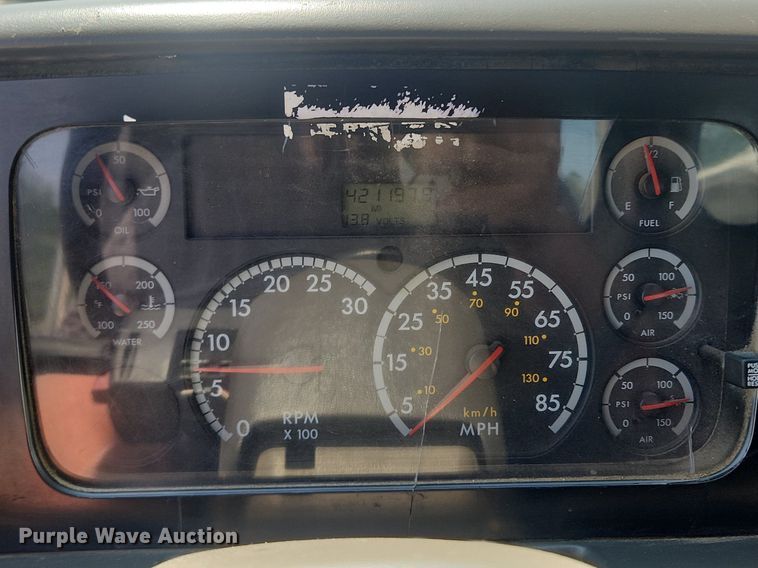 50
PSI
0 100
OIL
421197.9
MI
13.8 VOLTS
1/2
E F
FUEL
150 200
°F
100 250
WATER
0 5 10 15 20 25 30
RPM
X 100
5 15 25 35 45 55 65 75 85
10 30 50 70 90 110 130
km/h
MPH
50 100
PSI
0 150
AIR
50 100
PSI
0 150
AIR
Purple Wave Auction